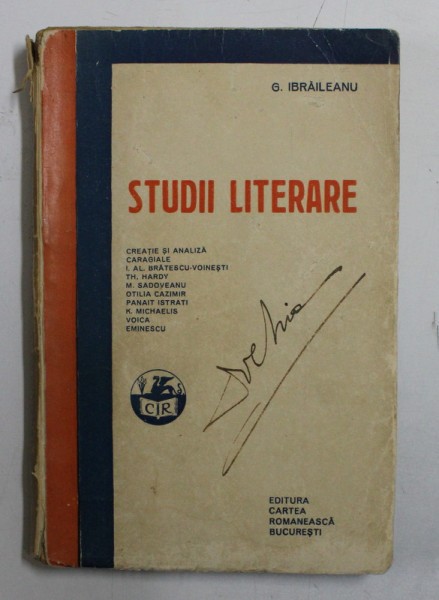 G. IBRĂILEANU
STUDII LITERARE
CREAȚIE ȘI ANALIZĂ
CARAGIALE
I. AL. BRĂTESCU-VOINEȘTI
TH. HARDY
M. SADOVEANU
OTILIA CAZIMIR
PANAIT ISTRATI
K. MICHAELIS
VOICA
EMINESCU
CR
EDITURA
CARTEA
ROMANEASCĂ
BUCUREȘTI